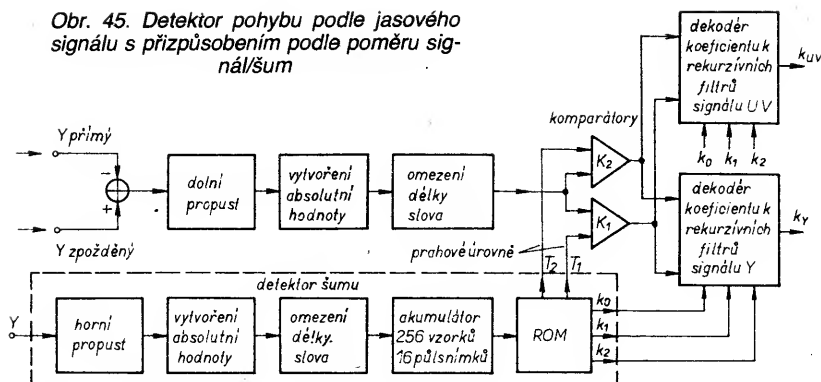 Obr. 45. Detektor pohybu podle jasového
signálu s přizpůsobením podle poměru sig-
nál/šum
Y přímý
−
+
Y zpožděný
dolní
propust
vytvoření
absolutní
hodnoty
omezení
délky
slova
komparátory
K2
K1
prahové úrovně
T2
T1
dekodér
koeficientu k
rekurzívních
filtrů
signálu UV
kUV
k0
k1
k2
dekodér
koeficientu k
rekurzívních
filtrů
signálu Y
kY
detektor šumu
Y
horní
propust
vytvoření
absolutní
hodnoty
omezení
délky.
slova
akumulátor
256 vzorků
16 půlsnímků
ROM
k0
k1
k2